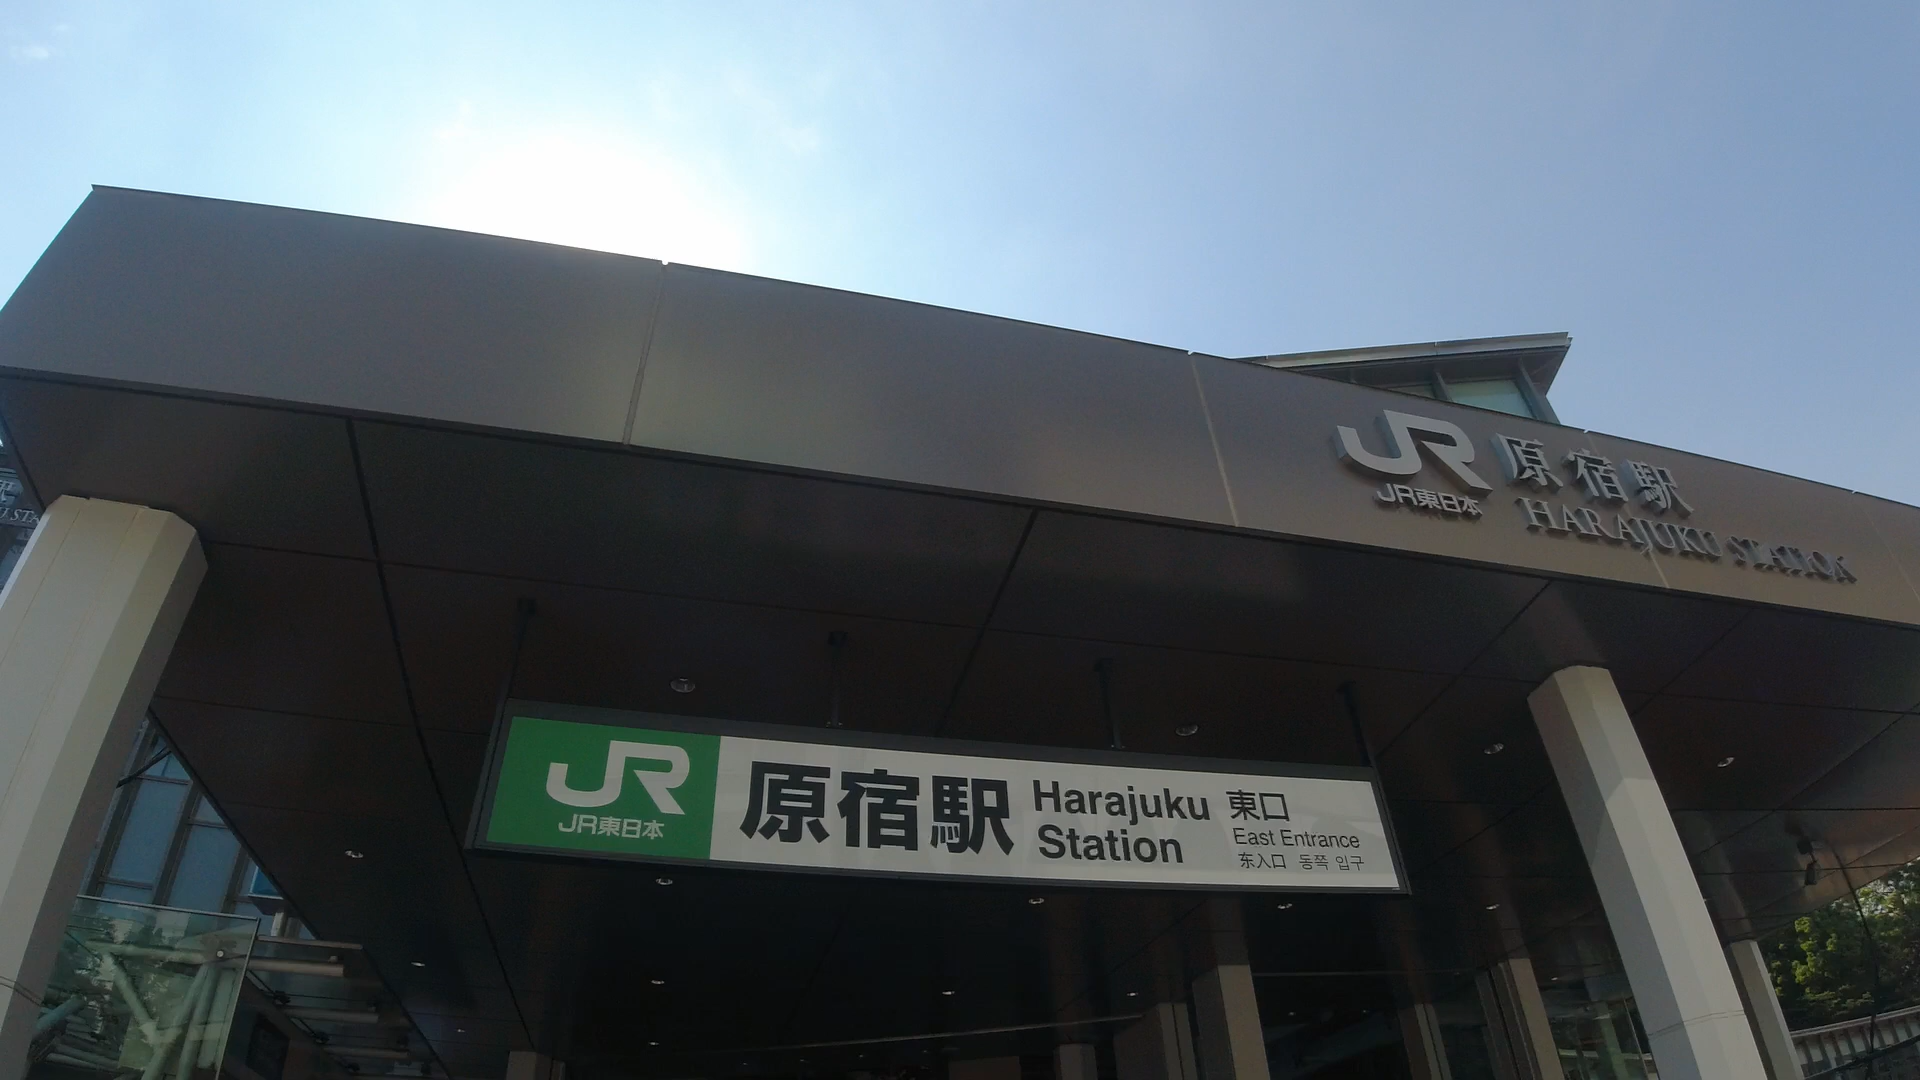 JR 原宿駅
JR東日本 HARAJUKU STATION
JR
JR東日本
原宿駅
Harajuku
Station
東口
East Entrance
东入口 동쪽 입구